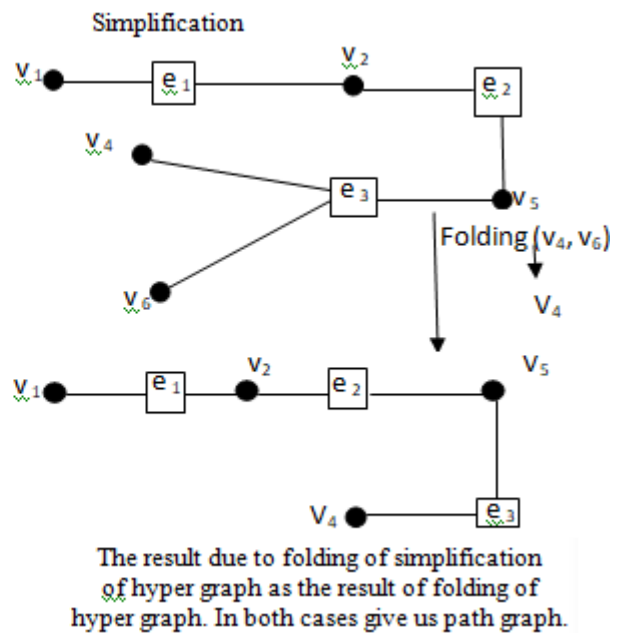 Simplification
v₁ e₁ v₂ e₂
v₄
e₃ v₅
Folding (v₄, v₆)
v₆
V₄
v₁ e₁ v₂ e₂ V₅
V₄ e₃
The result due to folding of simplification
of hyper graph as the result of folding of
hyper graph. In both cases give us path graph.